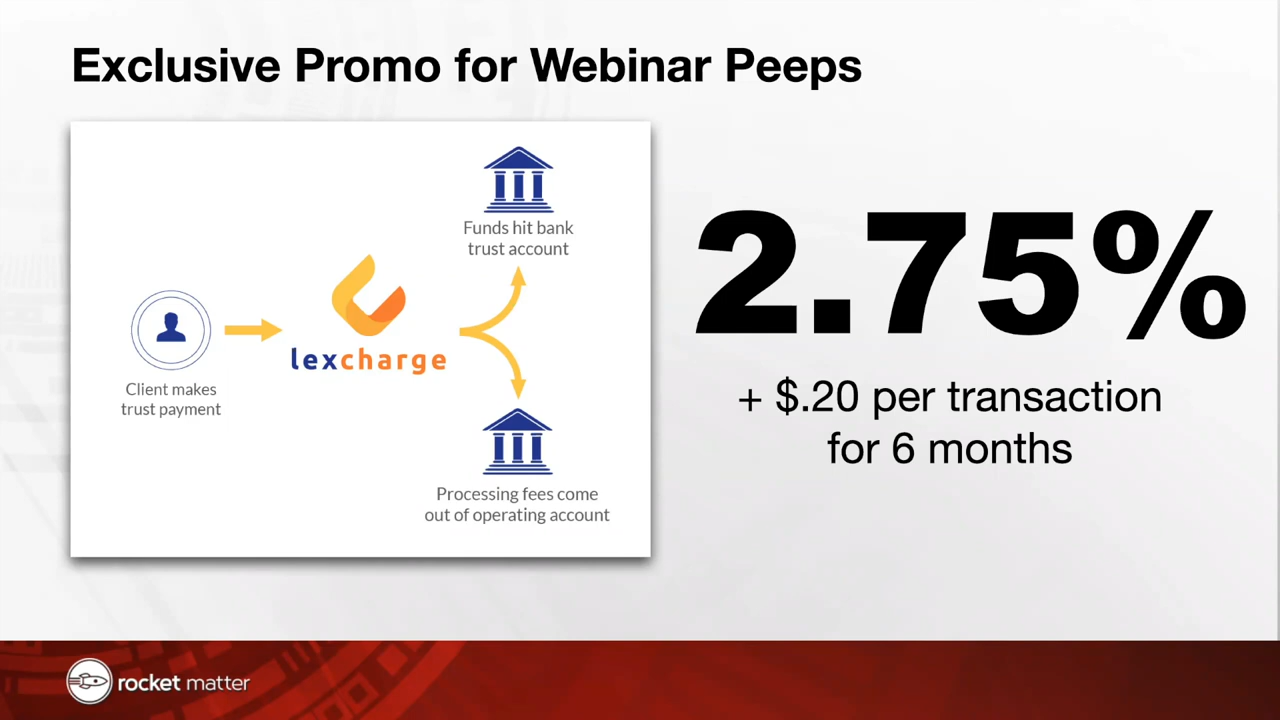 Exclusive Promo for Webinar Peeps
Funds hit bank
trust account
Client makes
trust payment
lexcharge
Processing fees come
out of operating account
2.75%
+ $.20 per transaction
for 6 months
rocket matter